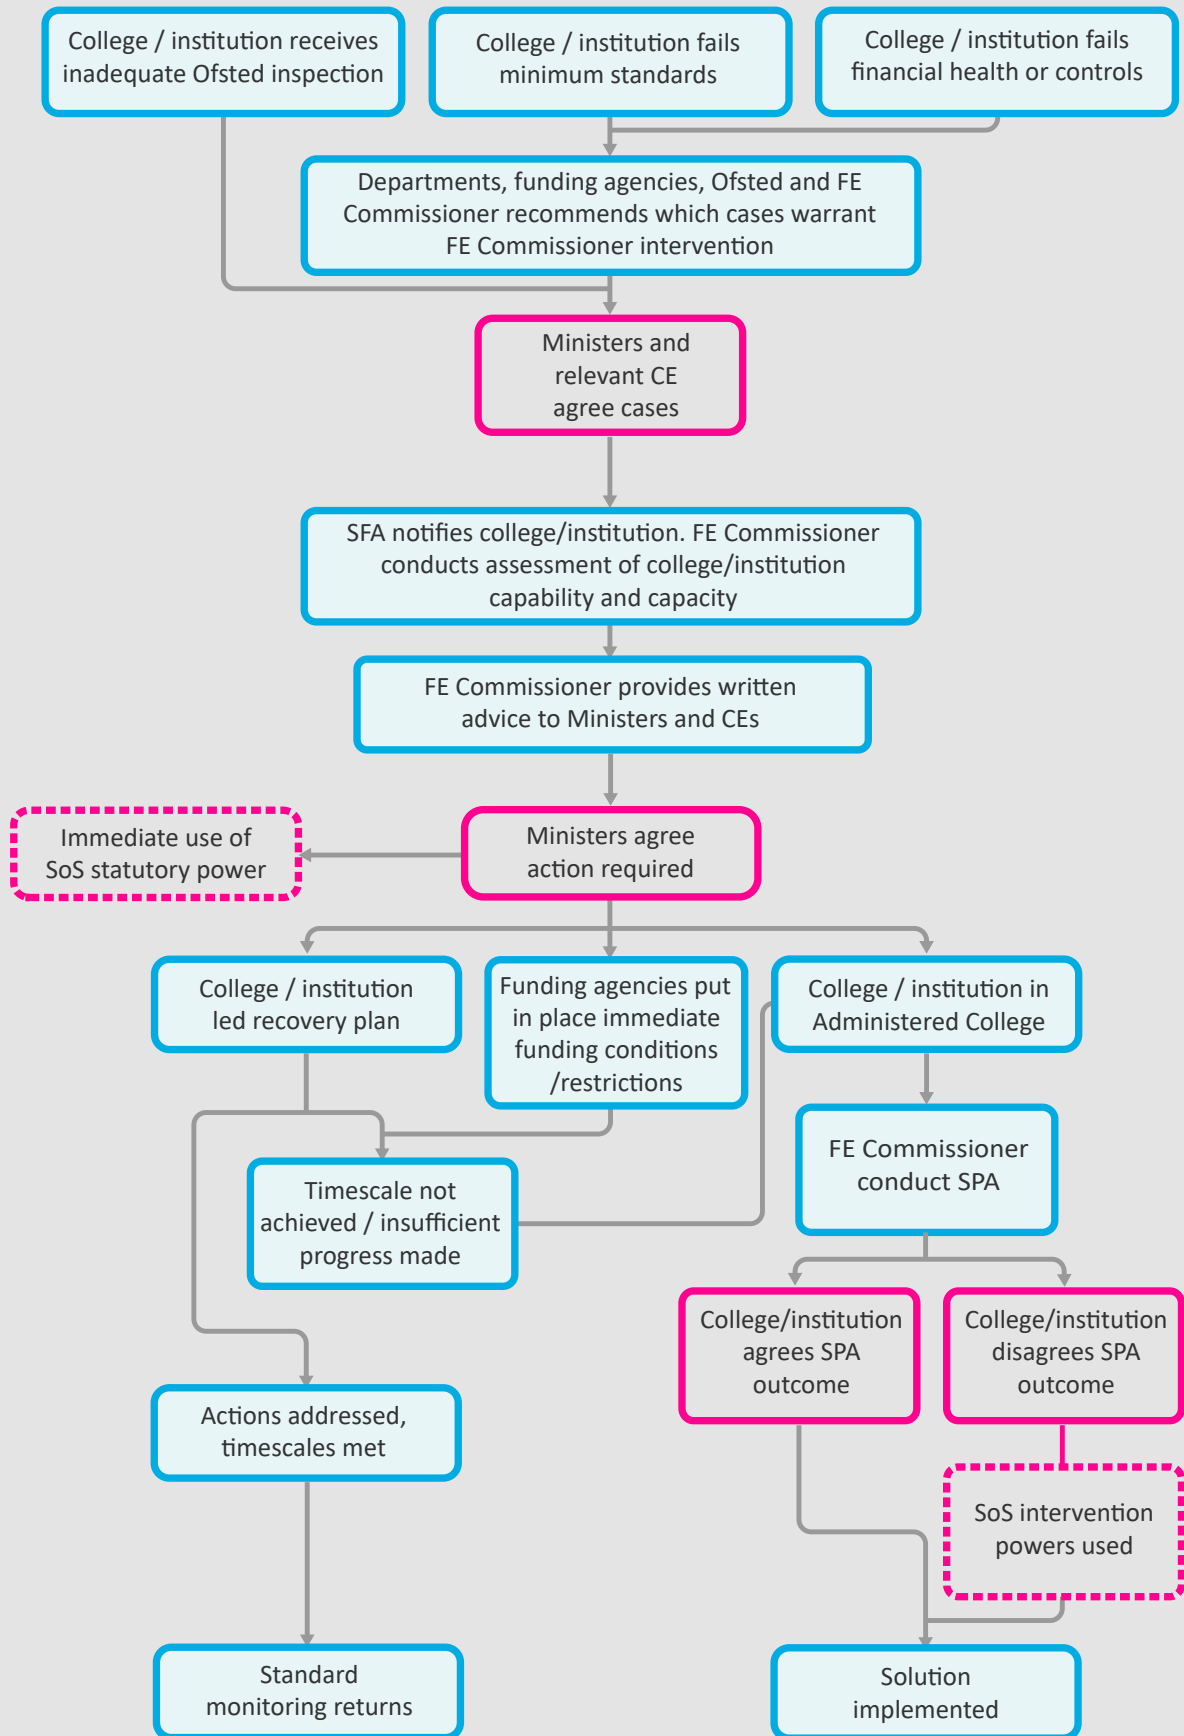 College / institution receives
inadequate Ofsted inspection
College / institution fails
minimum standards
College / institution fails
financial health or controls
Departments, funding agencies, Ofsted and FE
Commissioner recommends which cases warrant
FE Commissioner intervention
Ministers and
relevant CE
agree cases
SFA notifies college/institution. FE Commissioner
conducts assessment of college/institution
capability and capacity
FE Commissioner provides written
advice to Ministers and CEs
Immediate use of
SoS statutory power
Ministers agree
action required
College / institution
led recovery plan
Funding agencies put
in place immediate
funding conditions
/restrictions
College / institution in
Administered College
Timescale not
achieved / insufficient
progress made
FE Commissioner
conduct SPA
College/institution
agrees SPA
outcome
College/institution
disagrees SPA
outcome
Actions addressed,
timescales met
SoS intervention
powers used
Standard
monitoring returns
Solution
implemented